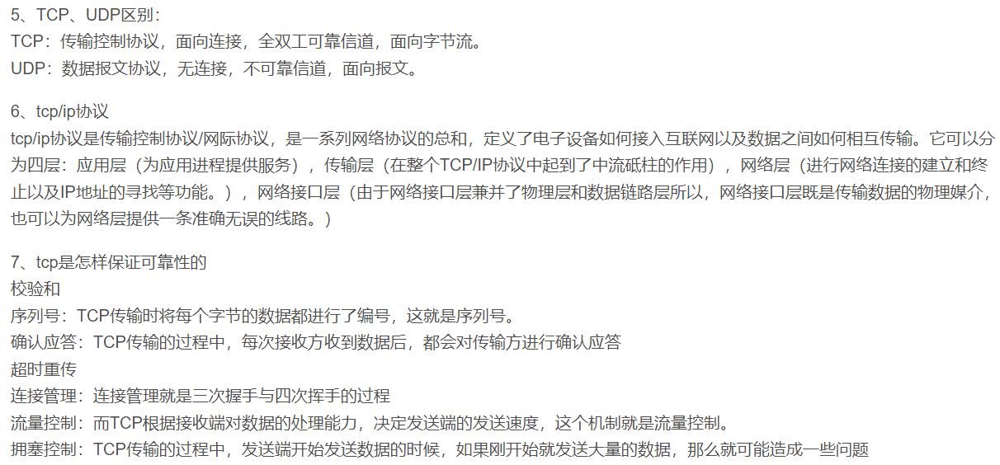 5、TCP、UDP区别：
TCP：传输控制协议，面向连接，全双工可靠信道，面向字节流。
UDP：数据报文协议，无连接，不可靠信道，面向报文。
6、tcp/ip协议
tcp/ip协议是传输控制协议/网际协议，是一系列网络协议的总和，定义了电子设备如何接入互联网以及数据之间如何相互传输。它可以分
为四层：应用层（为应用进程提供服务），传输层（在整个TCP/IP协议中起到了中流砥柱的作用），网络层（进行网络连接的建立和终
止以及IP地址的寻找等功能。），网络接口层（由于网络接口层兼并了物理层和数据链路层所以，网络接口层既是传输数据的物理媒介，
也可以为网络层提供一条准确无误的线路。）
7、tcp是怎样保证可靠性的
校验和
序列号：TCP传输时将每个字节的数据都进行了编号，这就是序列号。
确认应答：TCP传输的过程中，每次接收方收到数据后，都会对传输方进行确认应答
超时重传
连接管理：连接管理就是三次握手与四次挥手的过程
流量控制：而TCP根据接收端对数据的处理能力，决定发送端的发送速度，这个机制就是流量控制。
拥塞控制：TCP传输的过程中，发送端开始发送数据的时候，如果刚开始就发送大量的数据，那么就可能造成一些问题